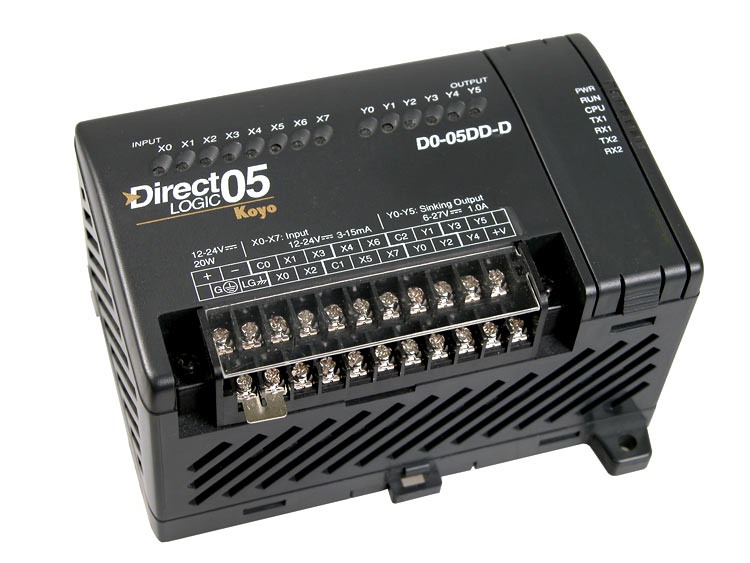 OUTPUT
INPUT X0 X1 X2 X3 X4 X5 X6 X7 Y0 Y1 Y2 Y3 Y4 Y5
D0-05DD-D
PWR
RUN
CPU
TX1
RX1
TX2
RX2
Direct 05
LOGIC
Koyo
12-24V⎓ 20W
X0-X7: Input
12-24V⎓ 3-15mA
Y0-Y5: Sinking Output
6-27V⎓ 1.0A
+ − C0 X1 X3 X4 X6 C2 Y1 Y3 Y5
G LG X0 X2 C1 X5 X7 Y0 Y2 Y4 +V